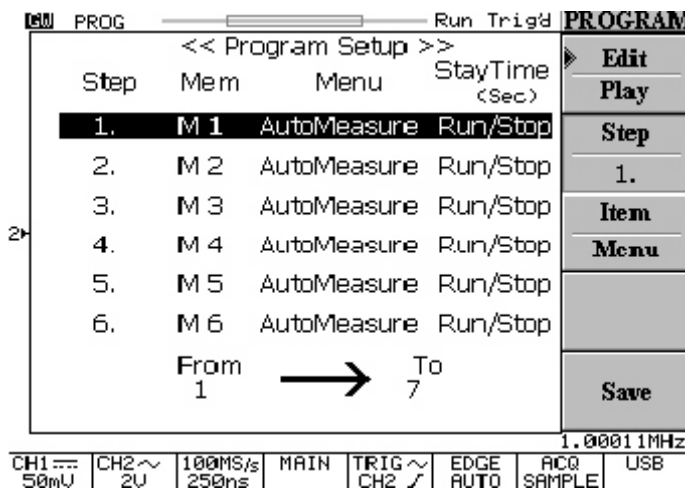 GW PROG Run Trig'd PROGRAM
<< Program Setup >>
Step Mem Menu StayTime (Sec)
1. M 1 AutoMeasure Run/Stop
2. M 2 AutoMeasure Run/Stop
3. M 3 AutoMeasure Run/Stop
4. M 4 AutoMeasure Run/Stop
5. M 5 AutoMeasure Run/Stop
6. M 6 AutoMeasure Run/Stop
From To
1 7
2
Edit
Play
Step
1.
Item
Menu
Save
1.00011MHz
CH1 CH2 100MS/s MAIN TRIG CH2 EDGE ACQ USB
50mV 2V 250ns AUTO SAMPLE